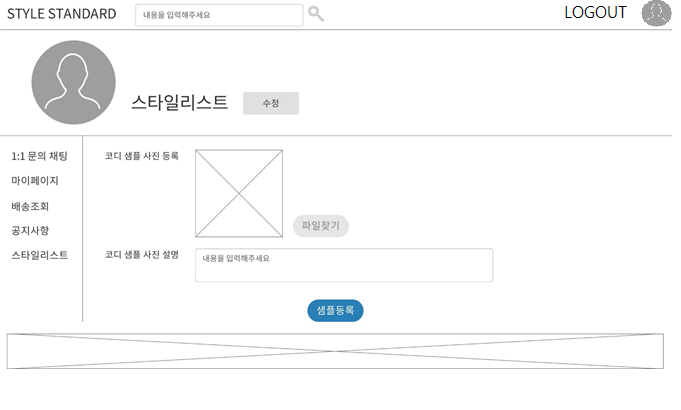 STYLE STANDARD
내용을 입력해주세요
LOGOUT
스타일리스트
수정
1:1 문의 채팅
마이페이지
배송조회
공지사항
스타일리스트
코디 샘플 사진 등록
파일찾기
코디 샘플 사진 설명
내용을 입력해주세요
샘플등록